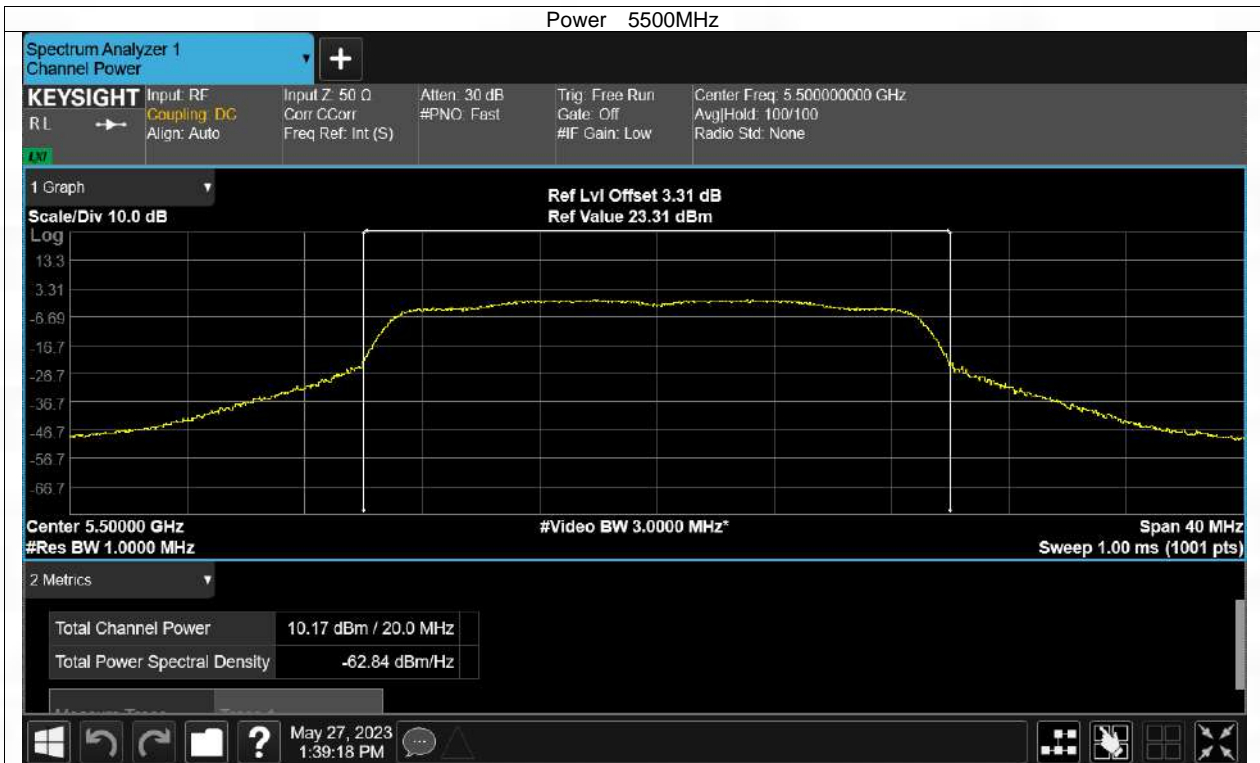 Power 5500MHz
Spectrum Analyzer 1
Channel Power
+
KEYSIGHT
RL
LXI
Input: RF
Coupling: DC
Align: Auto
Input Z: 50 Ω
Corr CCorr
Freq Ref: Int (S)
Atten: 30 dB
#PNO: Fast
Trig: Free Run
Gate: Off
#IF Gain: Low
Center Freq: 5.500000000 GHz
Avg|Hold: 100/100
Radio Std: None
1 Graph
Scale/Div 10.0 dB
Ref Lvl Offset 3.31 dB
Ref Value 23.31 dBm
Log
13.3
3.31
-6.69
-16.7
-26.7
-36.7
-46.7
-56.7
-66.7
Center 5.50000 GHz
#Res BW 1.0000 MHz
#Video BW 3.0000 MHz*
Span 40 MHz
Sweep 1.00 ms (1001 pts)
2 Metrics
Total Channel Power 10.17 dBm / 20.0 MHz
Total Power Spectral Density -62.84 dBm/Hz
?
May 27, 2023
1:39:18 PM